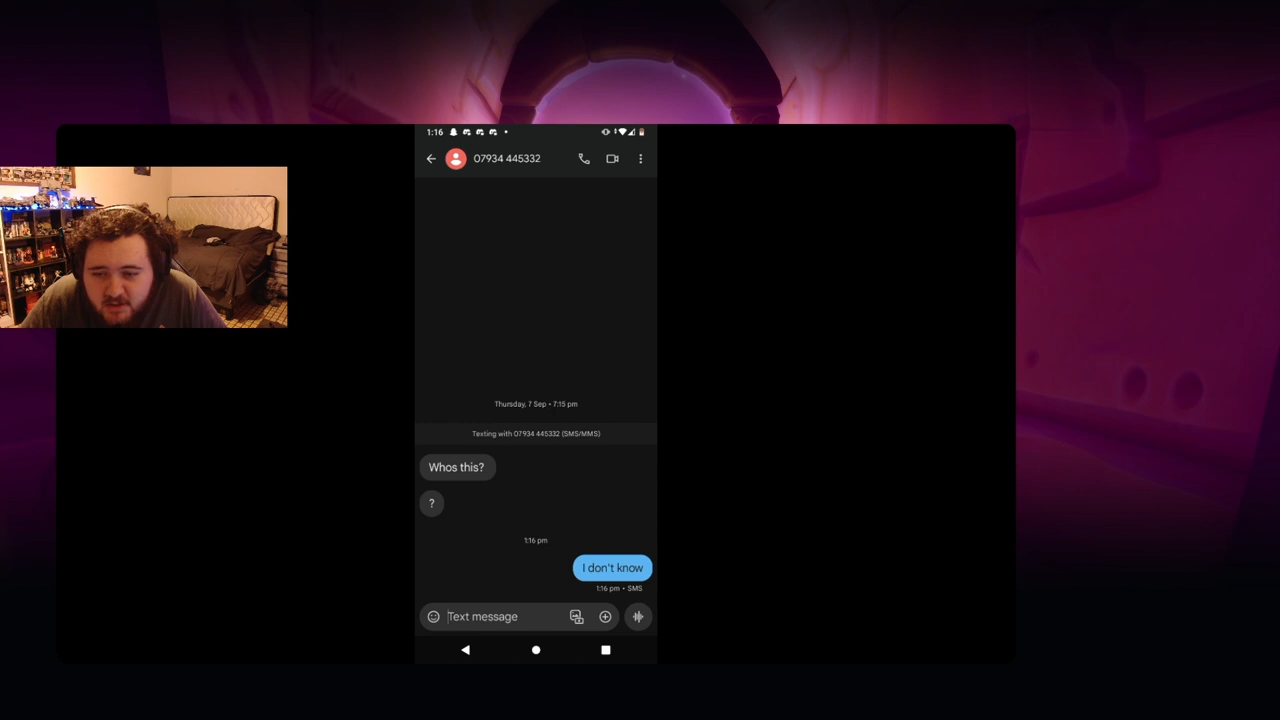 1:16
07934 445332
Thursday, 7 Sep • 7:15 pm
Texting with 07934 445332 (SMS/MMS)
Whos this?
?
1:16 pm
I don't know
1:16 pm • SMS
Text message